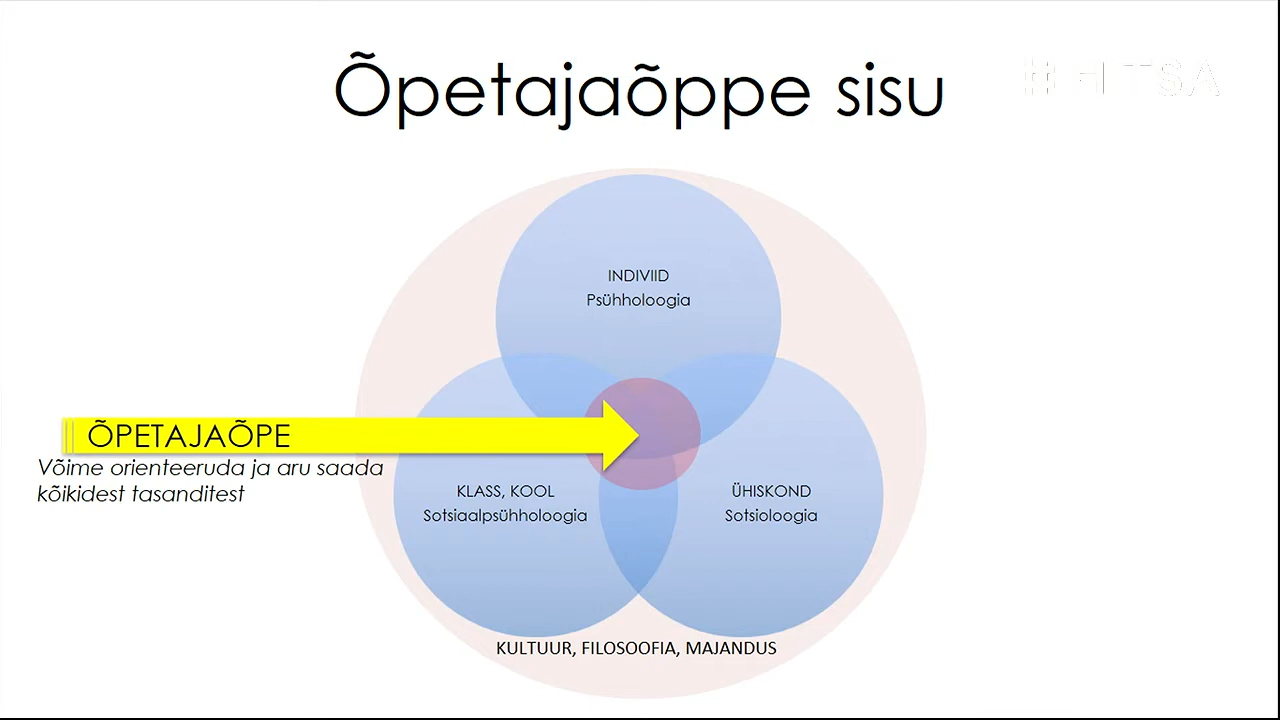 Õpetajaõppe sisu
INDIVIID
Psühholoogia
ÕPETAJAÕPE
Võime orienteeruda ja aru saada
kõikidest tasanditest
KLASS, KOOL
Sotsiaalpsühholoogia
ÜHISKOND
Sotsioloogia
KULTUUR, FILOSOOFIA, MAJANDUS